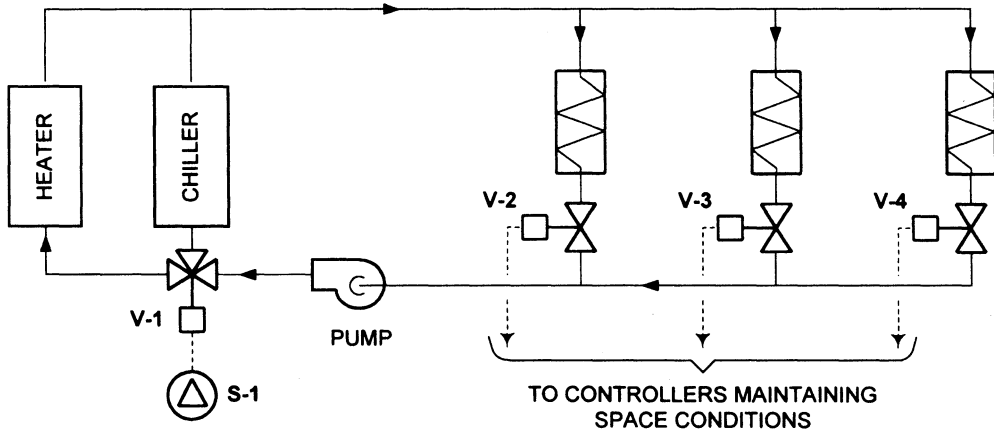 HEATER
CHILLER
V-2
V-3
V-4
V-1
PUMP
S-1
TO CONTROLLERS MAINTAINING
SPACE CONDITIONS